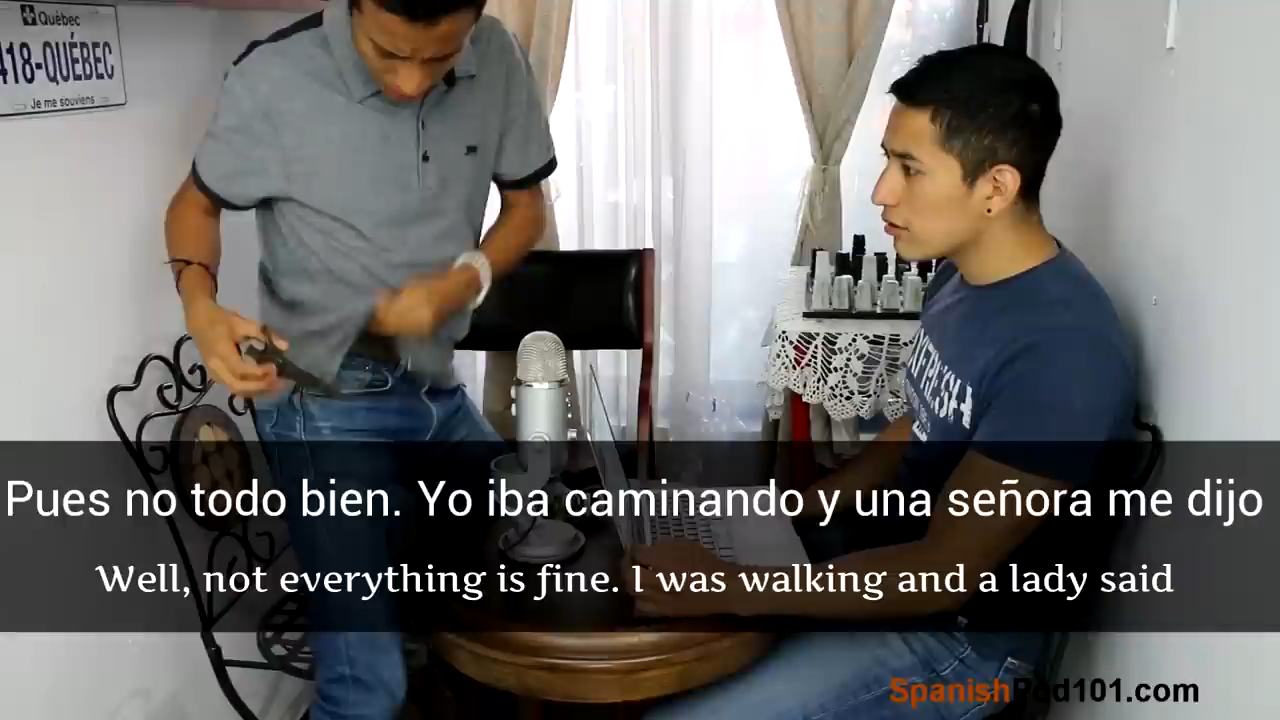 Québec
418-QUÉBEC
Je me souviens
Pues no todo bien. Yo iba caminando y una señora me dijo
Well, not everything is fine. I was walking and a lady said
SpanishPod101.com